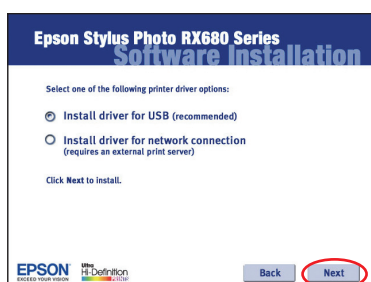 Epson Stylus Photo RX680 Series
Software Installation
Select one of the following printer driver options:
Install driver for USB (recommended)
Install driver for network connection
(requires an external print server)
Click Next to install.
EPSON
EXCEED YOUR VISION
Ultra
Hi-Definition
Back
Next